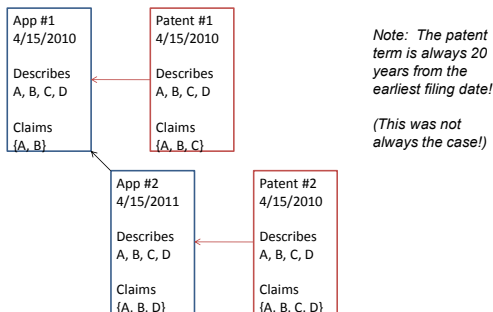 App #1
4/15/2010
Describes
A, B, C, D
Claims
{A, B}
Patent #1
4/15/2010
Describes
A, B, C, D
Claims
{A, B, C}
Note: The patent
term is always 20
years from the
earliest filing date!
(This was not
always the case!)
App #2
4/15/2011
Describes
A, B, C, D
Claims
{A, B, D}
Patent #2
4/15/2010
Describes
A, B, C, D
Claims
{A, B, C, D}